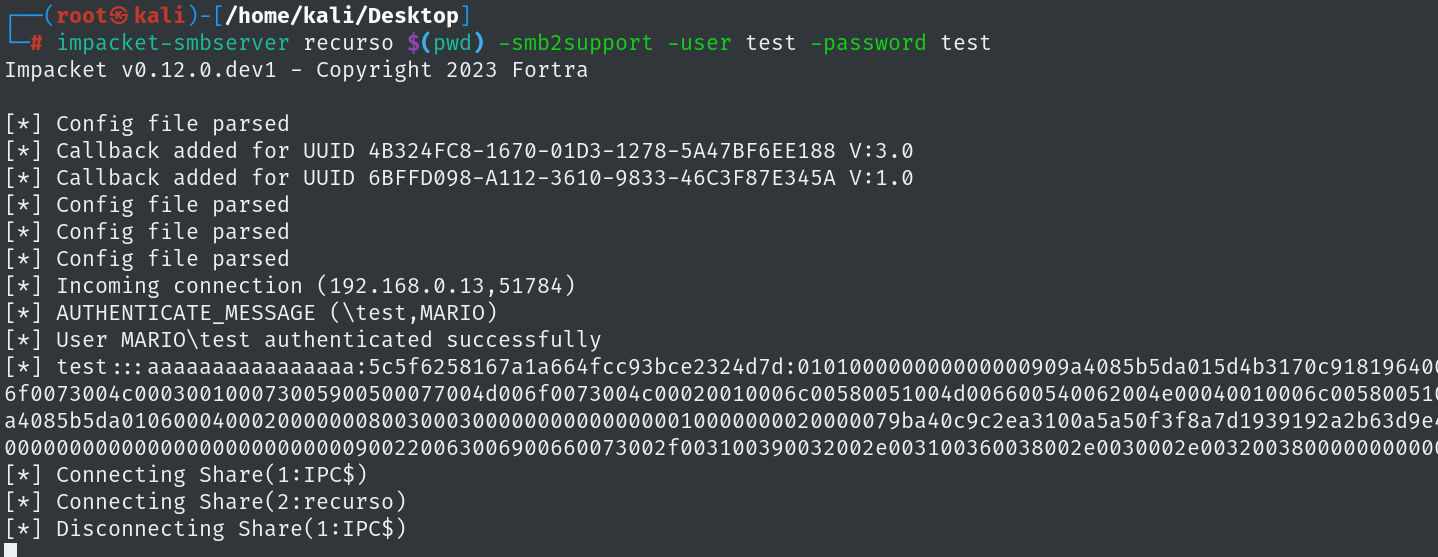 ┌──(root㉿kali)-[/home/kali/Desktop]
└─# impacket-smbserver recurso $(pwd) -smb2support -user test -password test
Impacket v0.12.0.dev1 - Copyright 2023 Fortra
[*] Config file parsed
[*] Callback added for UUID 4B324FC8-1670-01D3-1278-5A47BF6EE188 V:3.0
[*] Callback added for UUID 6BFFD098-A112-3610-9833-46C3F87E345A V:1.0
[*] Config file parsed
[*] Config file parsed
[*] Config file parsed
[*] Incoming connection (192.168.0.13,51784)
[*] AUTHENTICATE_MESSAGE (\test,MARIO)
[*] User MARIO\test authenticated successfully
[*] test:::aaaaaaaaaaaaaaaa:5c5f6258167a1a664fcc93bce2324d7d:010100000000000000909a4085b5da015d4b3170c918196400
6f0073004c000300100073005900500077004d006f0073004c00020010006c00580051004d006600540062004e00040010006c005800510
a4085b5da010600040002000000080030003000000000000000010000000020000079ba40c9c2ea3100a5a50f3f8a7d1939192a2b63d9e4
0000000000000000000000000900220063006900660073002f003100390032002e003100360038002e0030002e003200380000000000000
[*] Connecting Share(1:IPC$)
[*] Connecting Share(2:recurso)
[*] Disconnecting Share(1:IPC$)